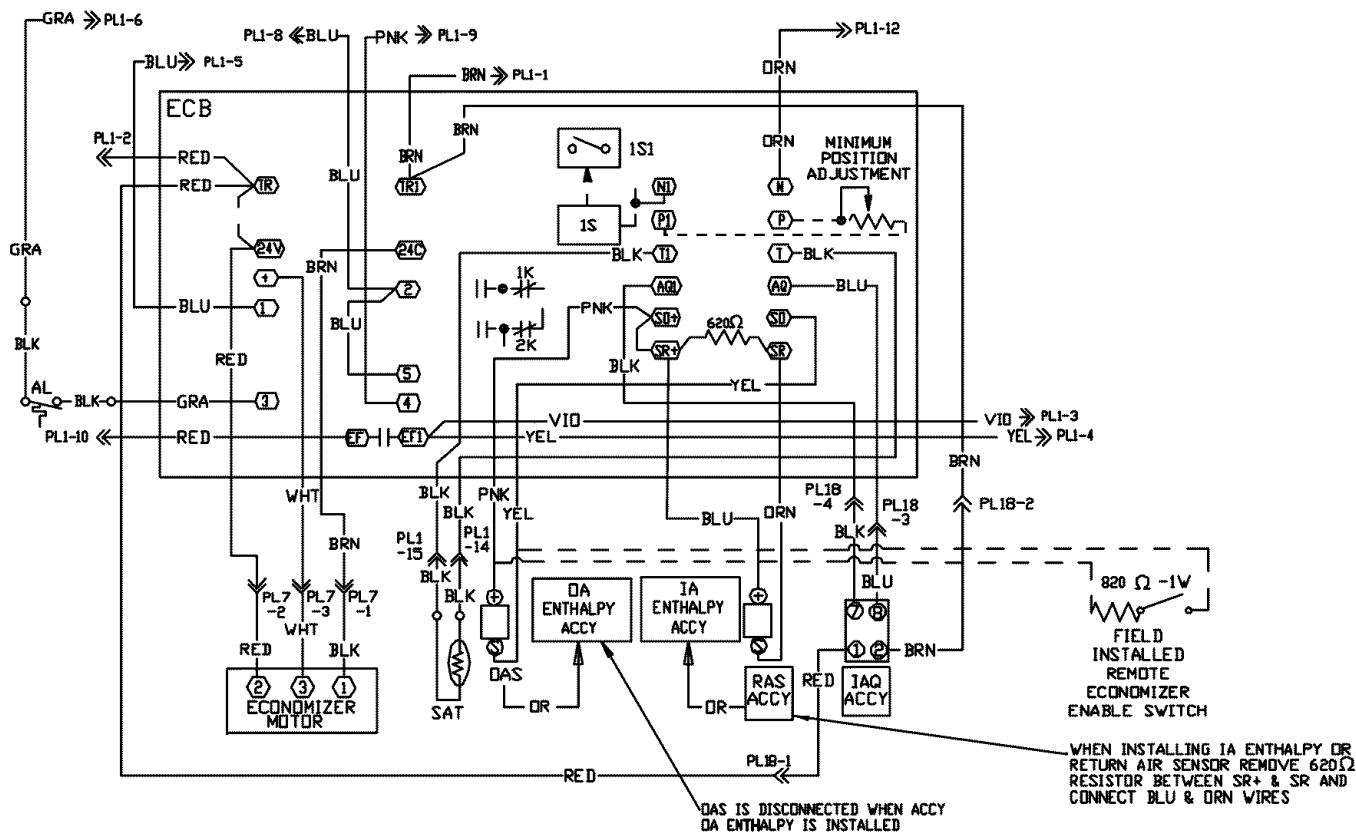 GRA PL1-6
PL1-8 BLU PNK PL1-9
PL1-12
BLU PL1-5
BRN PL1-1
ORN
ECB
PL1-2
RED
BRN
BRN
ORN
MINIMUM
POSITION
ADJUSTMENT
1S1
BLU
RED
TR
TR1
N1
N
1S
P1
P
GRA
24V
BRN
24C
BLK
T1
T
BLK
+
2
1K
AQ1
AQ
BLU
BLU
1
PNK
SO+
SO
620Ω
BLU
2K
BLK
RED
BLK
SR+
SR
5
YEL
AL
BLK
GRA
3
4
VIO
VIO PL1-3
PL1-10
RED
EF
EF1
YEL
YEL PL1-4
BRN
WHT
BLK
BLK
PNK
YEL
PL18
-4
PL18
-3
PL18-2
BLU
ORN
BLK
BRN
PL1
-15
PL1
-14
BLK
BLK
PL7
-2
PL7
-3
PL7
-1
WHT
RED
BLK
2
3
1
ECONOMIZER
MOTOR
SAT
+
S
OAS
OR
OA
ENTHALPY
ACCY
IA
ENTHALPY
ACCY
+
S
OR
RAS
ACCY
BLU
7
8
1
2
BRN
RED
IAQ
ACCY
820 Ω -1W
FIELD
INSTALLED
REMOTE
ECONOMIZER
ENABLE SWITCH
RED
PL18-1
WHEN INSTALLING IA ENTHALPY OR
RETURN AIR SENSOR REMOVE 620Ω
RESISTOR BETWEEN SR+ & SR AND
CONNECT BLU & ORN WIRES
OAS IS DISCONNECTED WHEN ACCY
OA ENTHALPY IS INSTALLED